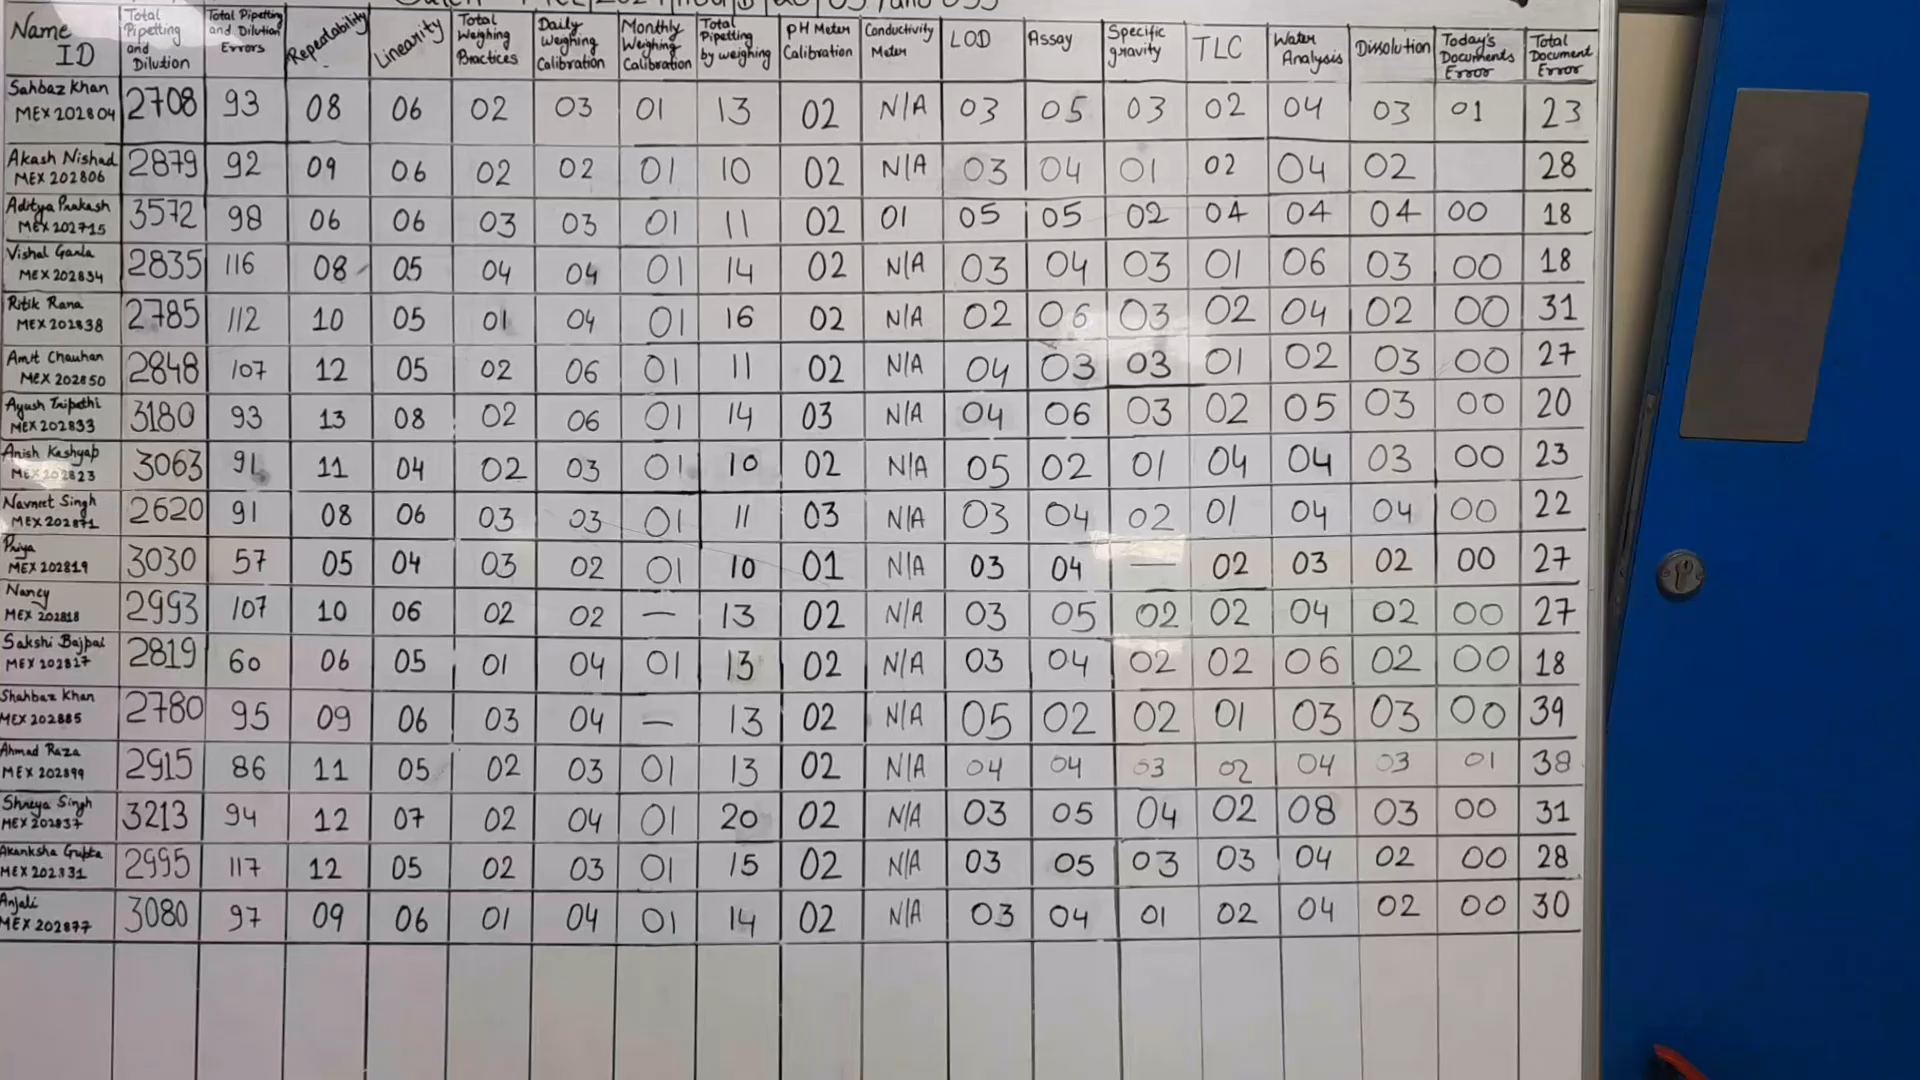 Name ID | Total Pipetting and Dilution | Total Pipetting and Dilution Errors | Repeatability | Linearity | Total Weighing Practices | Daily Weighing Calibration | Monthly Weighing Calibration | Total Pipetting by weighing | pH Meter Calibration | Conductivity Meter | LOD | Assay | Specific gravity | TLC | Water Analysis | Dissolution | Today's Documents Error | Total Document Error
Sahbaz Khan MEX 202804 | 2708 | 93 | 08 | 06 | 02 | 03 | 01 | 13 | 02 | N/A | 03 | 05 | 03 | 02 | 04 | 03 | 01 | 23
Akash Nishad MEX 202806 | 2879 | 92 | 09 | 06 | 02 | 02 | 01 | 10 | 02 | N/A | 03 | 04 | 01 | 02 | 04 | 02 | | 28
Aditya Prakash MEX 202715 | 3572 | 98 | 06 | 06 | 03 | 03 | 01 | 11 | 02 | 01 | 05 | 05 | 02 | 04 | 04 | 04 | 00 | 18
Vishal MEX 202834 | 2835 | 116 | 08 | 05 | 04 | 04 | 01 | 14 | 02 | N/A | 03 | 04 | 03 | 01 | 06 | 03 | 00 | 18
Ritik Rana MEX 202838 | 2785 | 112 | 10 | 05 | 01 | 04 | 01 | 16 | 02 | N/A | 02 | 06 | 03 | 02 | 04 | 02 | 00 | 31
Amit Chauhan MEX 202850 | 2848 | 107 | 12 | 05 | 02 | 06 | 01 | 11 | 02 | N/A | 04 | 03 | 03 | 01 | 02 | 03 | 00 | 27
Ayush Tripathi MEX 202833 | 3180 | 93 | 13 | 08 | 02 | 06 | 01 | 14 | 03 | N/A | 04 | 06 | 03 | 02 | 05 | 03 | 00 | 20
Anish Kashyap MEX 202823 | 3063 | 91 | 11 | 04 | 02 | 03 | 01 | 10 | 02 | N/A | 05 | 02 | 01 | 04 | 04 | 03 | 00 | 23
Navneet Singh MEX 202871 | 2620 | 91 | 08 | 06 | 03 | 03 | 01 | 11 | 03 | N/A | 03 | 04 | 02 | 01 | 04 | 04 | 00 | 22
Priya MEX 202819 | 3030 | 57 | 05 | 04 | 03 | 02 | 01 | 10 | 01 | N/A | 03 | 04 | — | 02 | 03 | 02 | 00 | 27
Nancy MEX 202818 | 2993 | 107 | 10 | 06 | 02 | 02 | — | 13 | 02 | N/A | 03 | 05 | 02 | 02 | 04 | 02 | 00 | 27
Sakshi Bajpai MEX 202827 | 2819 | 60 | 06 | 05 | 01 | 04 | 01 | 13 | 02 | N/A | 03 | 04 | 02 | 02 | 06 | 02 | 00 | 18
Shahbaz Khan MEX 202885 | 2780 | 95 | 09 | 06 | 03 | 04 | — | 13 | 02 | N/A | 05 | 02 | 02 | 01 | 03 | 03 | 00 | 39
Ahmad Raza MEX 202899 | 2915 | 86 | 11 | 05 | 02 | 03 | 01 | 13 | 02 | N/A | 04 | 04 | 03 | 02 | 04 | 03 | 01 | 38
Shreya Singh MEX 202837 | 3213 | 94 | 12 | 07 | 02 | 04 | 01 | 20 | 02 | N/A | 03 | 05 | 04 | 02 | 08 | 03 | 00 | 31
Akanksha Gupta MEX 202831 | 2995 | 117 | 12 | 05 | 02 | 03 | 01 | 15 | 02 | N/A | 03 | 05 | 03 | 03 | 04 | 02 | 00 | 28
Anjali MEX 202877 | 3080 | 97 | 09 | 06 | 01 | 04 | 01 | 14 | 02 | N/A | 03 | 04 | 01 | 02 | 04 | 02 | 00 | 30